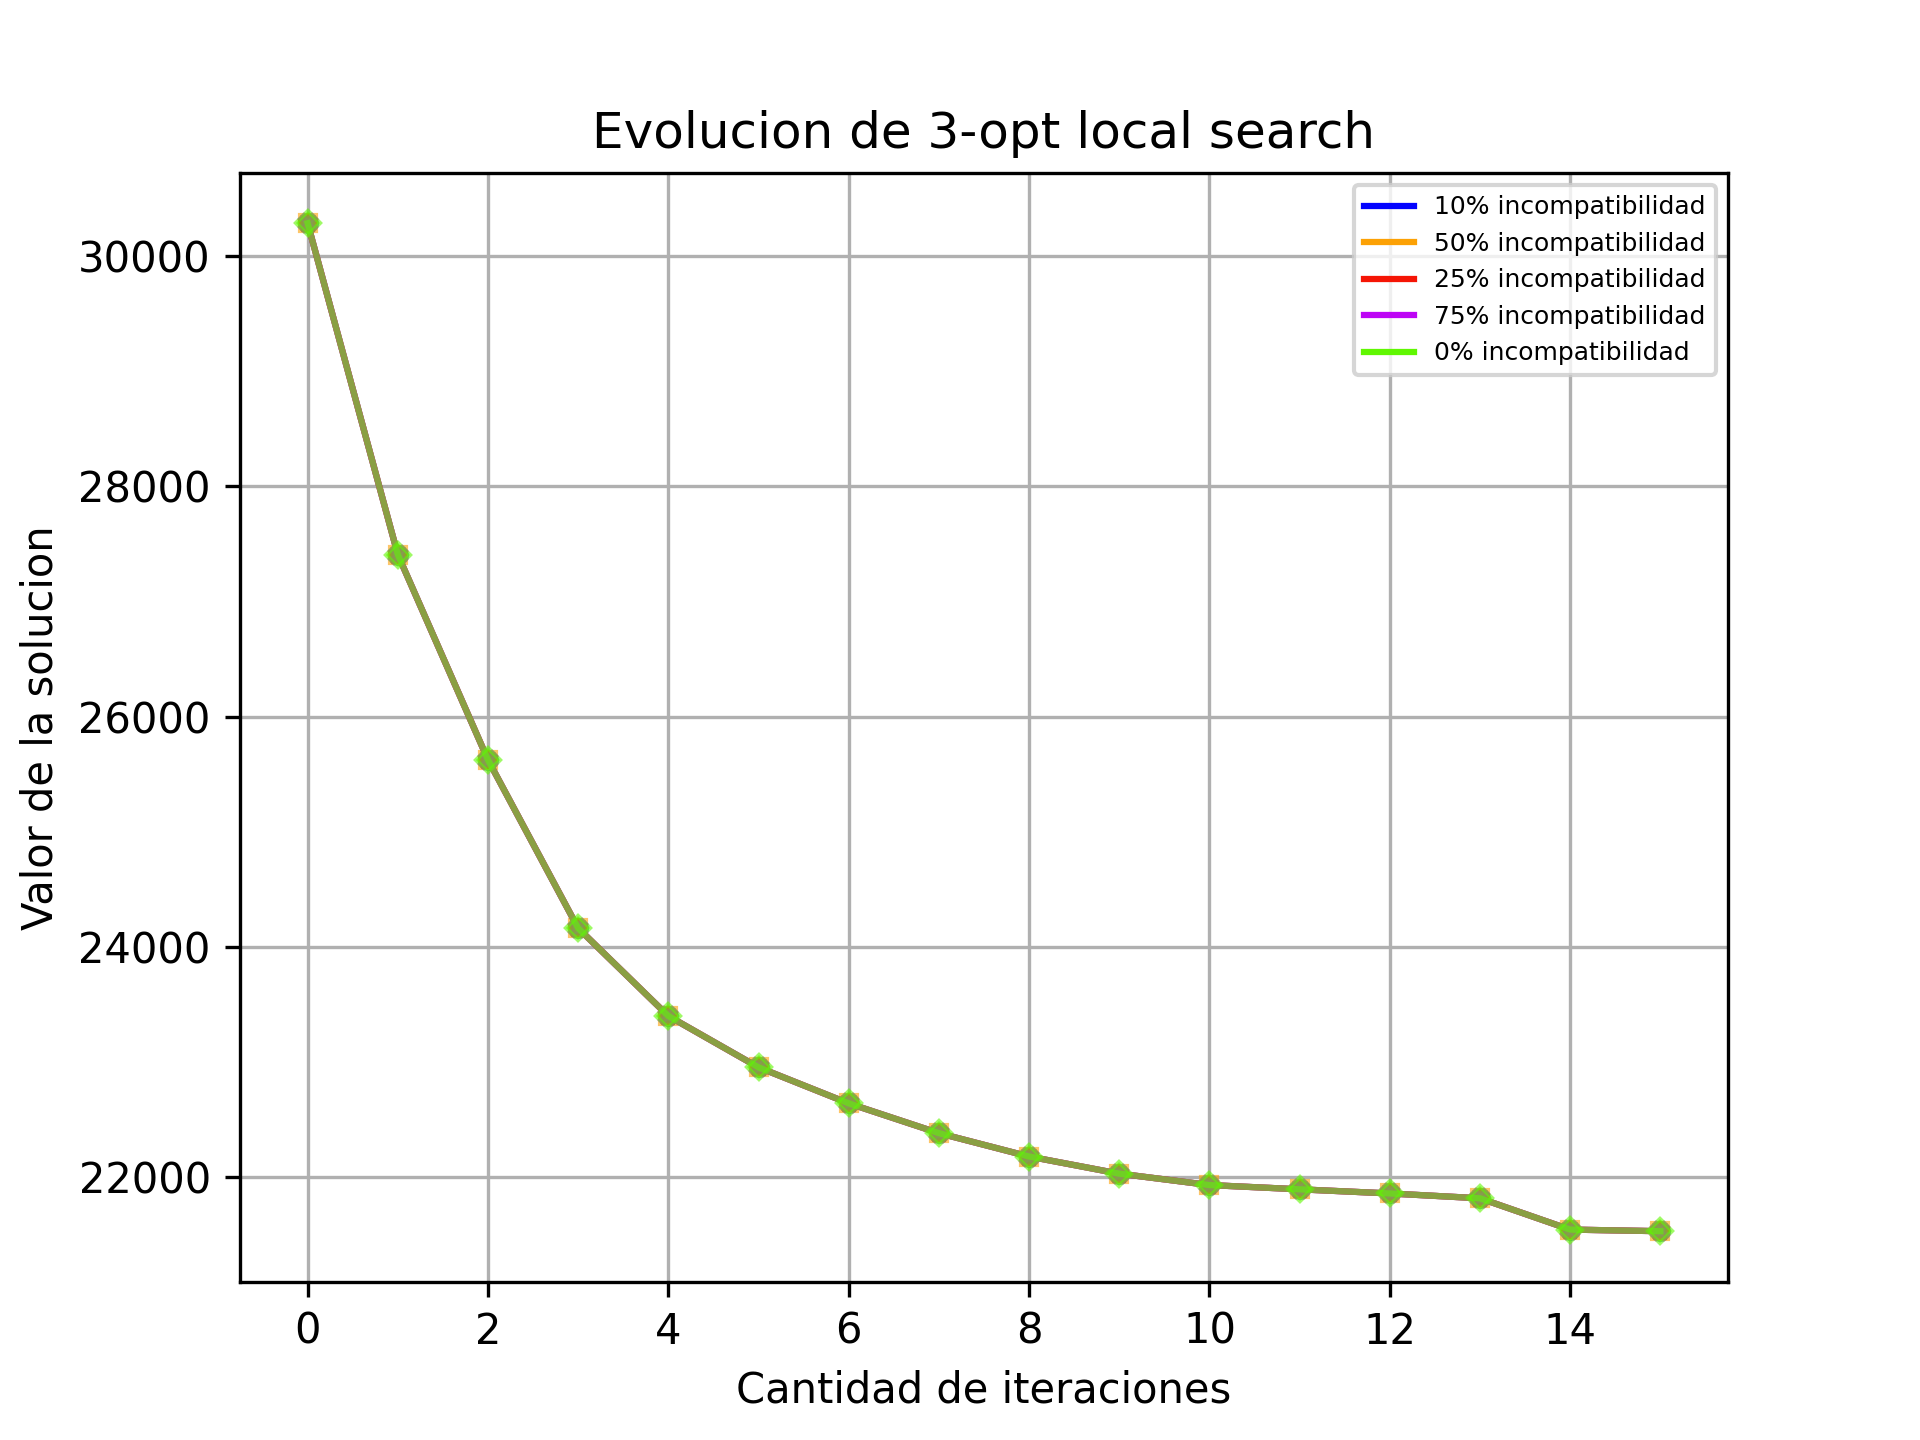 Evolucion de 3-opt local search
10% incompatibilidad
50% incompatibilidad
25% incompatibilidad
75% incompatibilidad
0% incompatibilidad
Valor de la solucion
30000
28000
26000
24000
22000
0 2 4 6 8 10 12 14
Cantidad de iteraciones